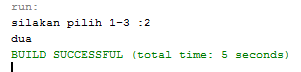 run:
silakan pilih 1-3 :2
dua
BUILD SUCCESSFUL (total time: 5 seconds)